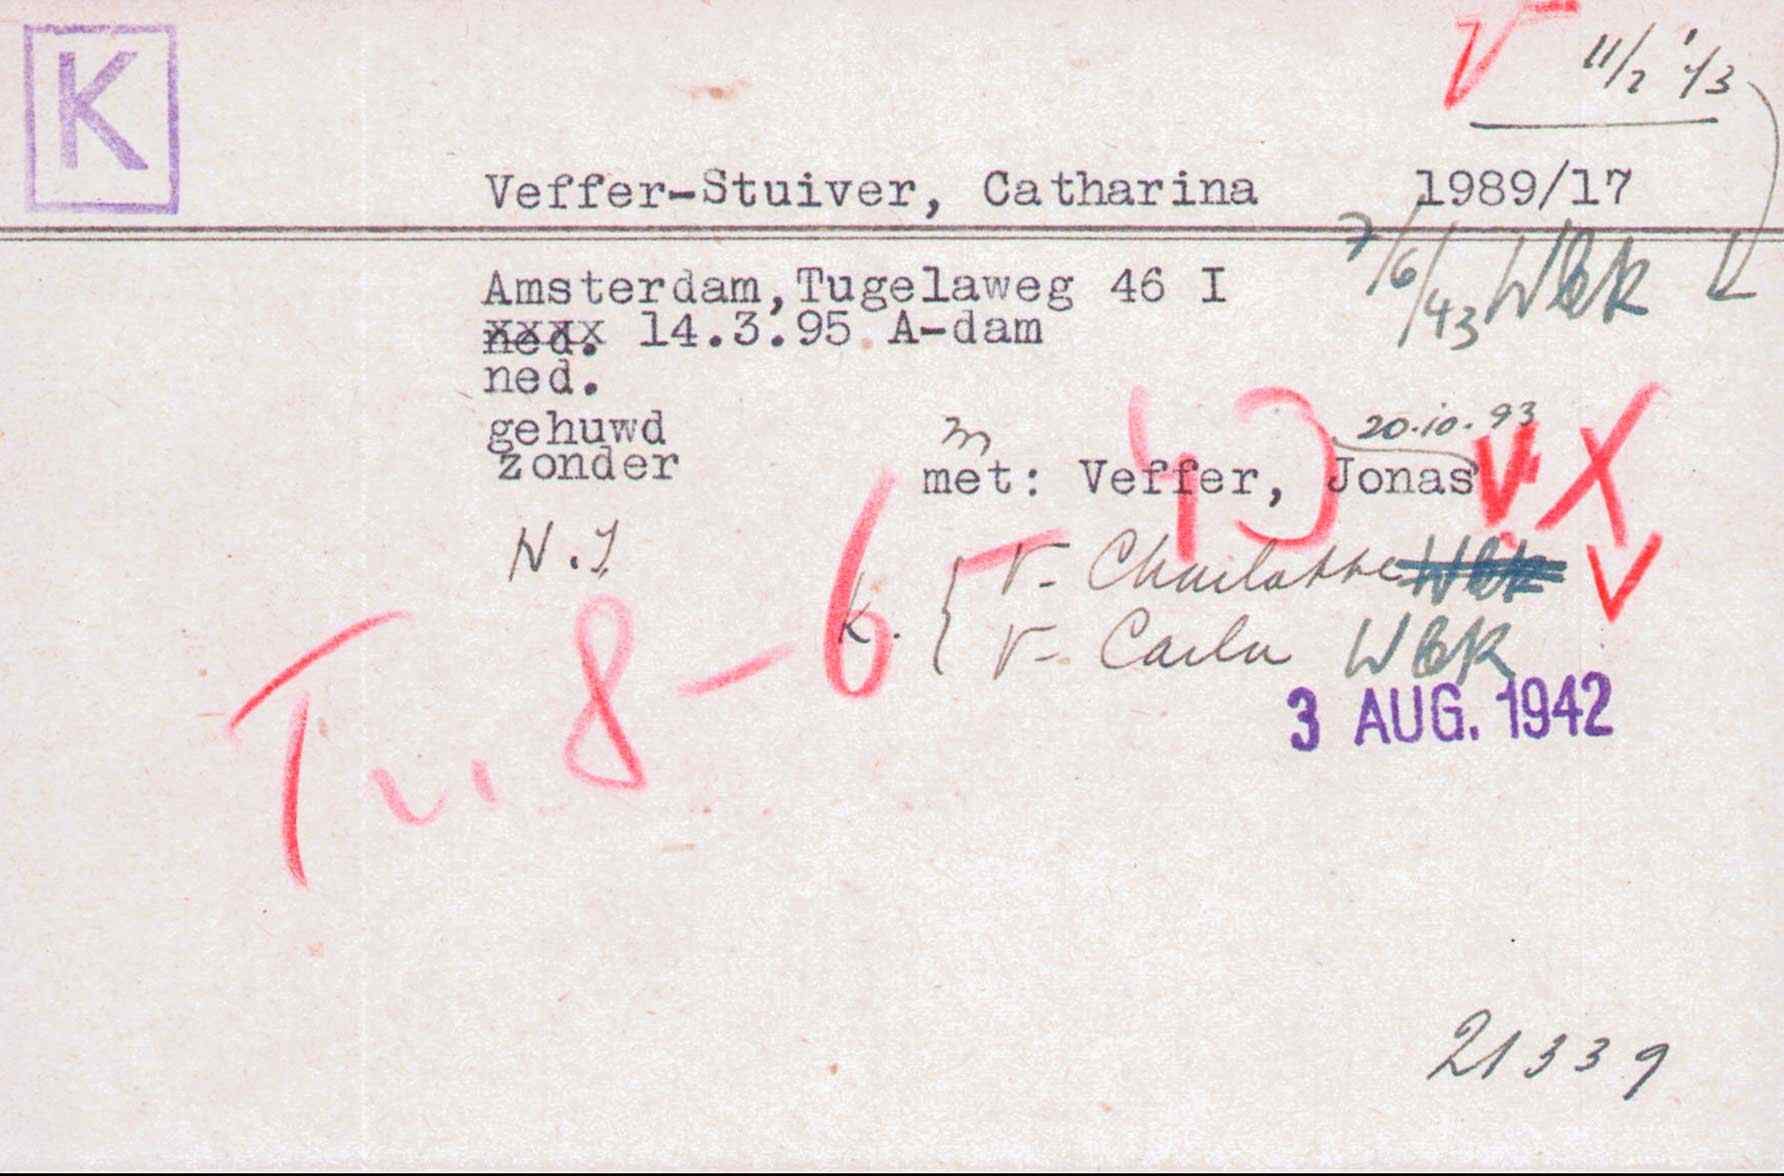 K
V 11/2 '43
Veffer-Stuiver, Catharina 1989/17
7/6/43 Wbk
Amsterdam, Tugelaweg 46 I
ned. 14.3.95 A-dam
ned.
gehuwd
zonder
20.10.93
m
met: Veffer, Jonas V X
43
N.I.
K. { V- Charlotte Wbk V
V- Carla Wbk
Tr. 8-6
3 AUG. 1942
21339